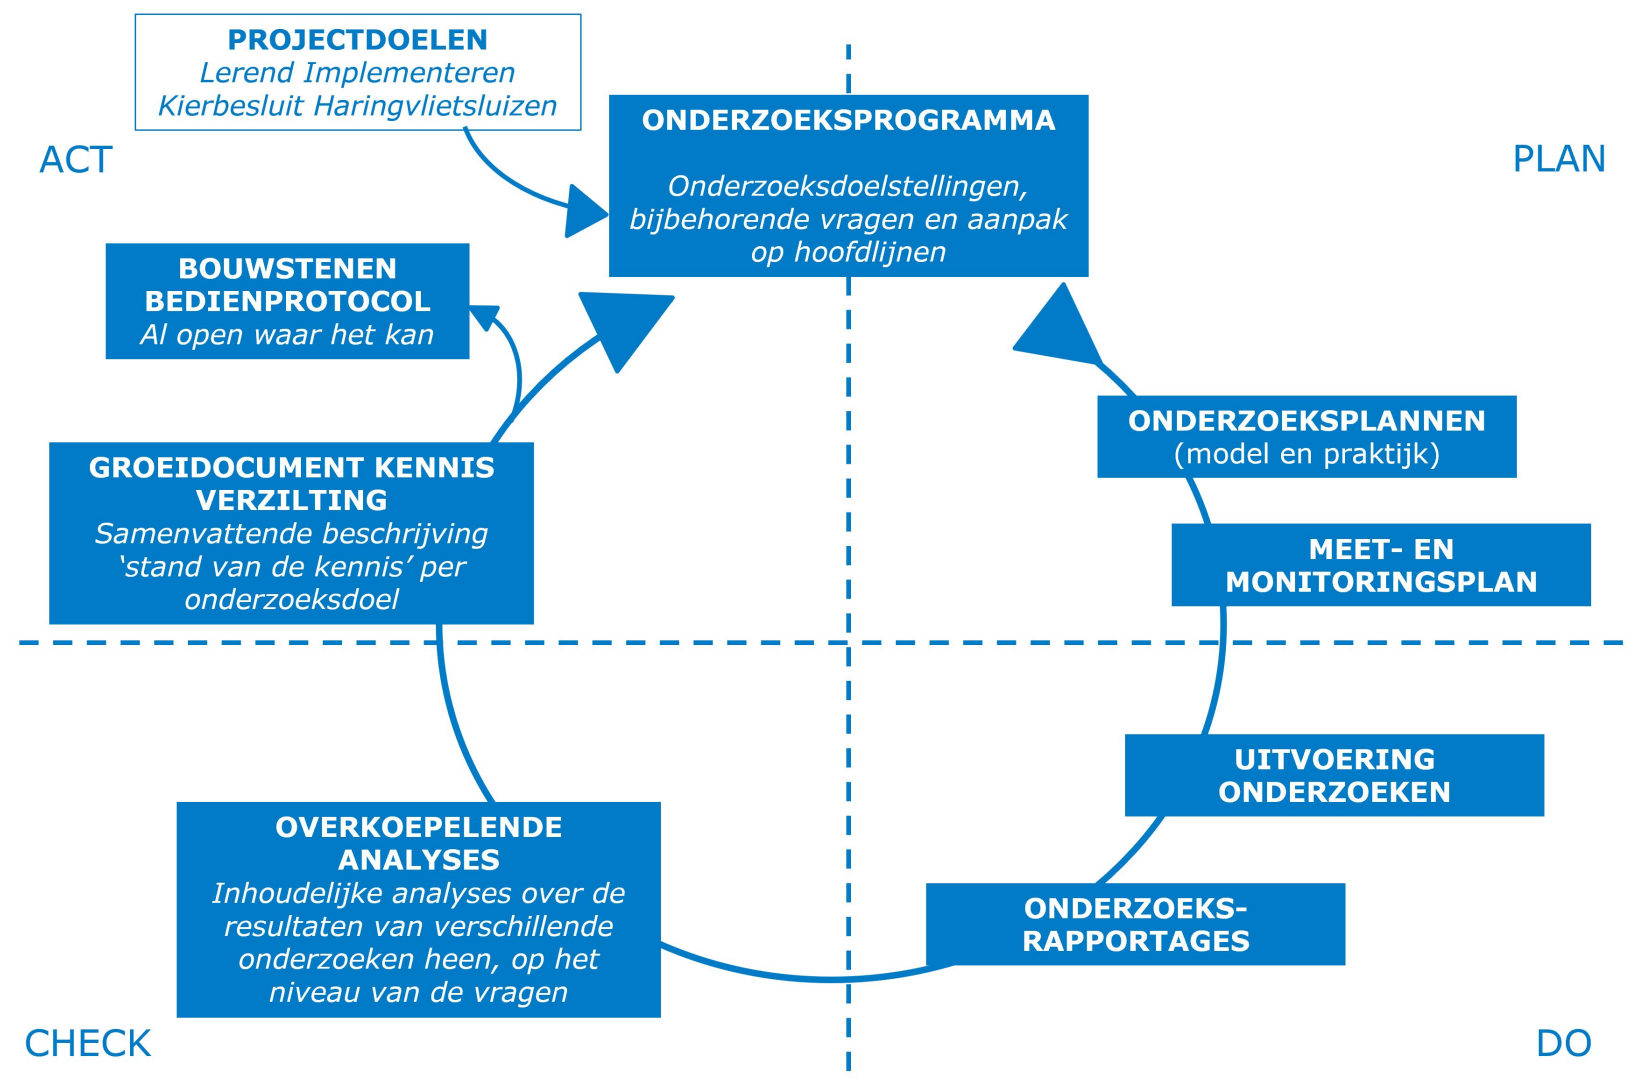 PROJECTDOELEN
Lerend Implementeren
Kierbesluit Haringvlietsluizen
ACT
PLAN
ONDERZOEKSPROGRAMMA
Onderzoeksdoelstellingen,
bijbehorende vragen en aanpak
op hoofdlijnen
BOUWSTENEN
BEDIENPROTOCOL
Al open waar het kan
ONDERZOEKSPLANNEN
(model en praktijk)
GROEIDOCUMENT KENNIS
VERZILTING
Samenvattende beschrijving
‘stand van de kennis’ per
onderzoeksdoel
MEET- EN
MONITORINGSPLAN
UITVOERING
ONDERZOEKEN
OVERKOEPELENDE
ANALYSES
Inhoudelijke analyses over de
resultaten van verschillende
onderzoeken heen, op het
niveau van de vragen
ONDERZOEKS-
RAPPORTAGES
CHECK
DO